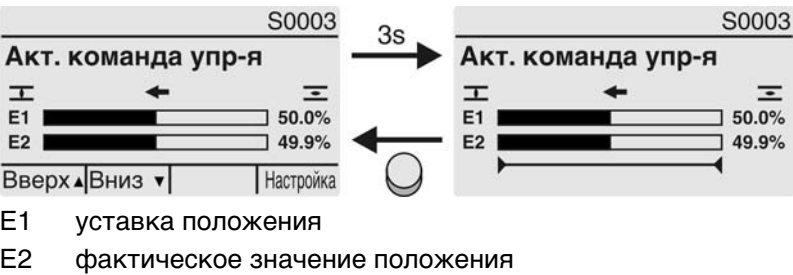 S0003
Акт. команда упр-я
E1 50.0%
E2 49.9%
Вверх▲ Вниз ▼ Настройка
3s
S0003
Акт. команда упр-я
E1 50.0%
E2 49.9%
E1 уставка положения
E2 фактическое значение положения